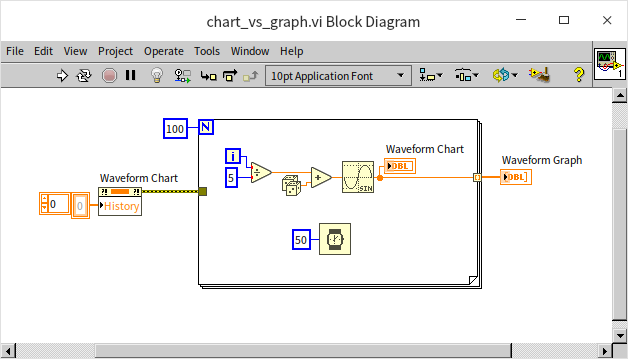 chart_vs_graph.vi Block Diagram
File Edit View Project Operate Tools Window Help
10pt Application Font
?
1
100
N
Waveform Chart
Waveform Graph
i
÷
DBL
DBL
5
+
SIN
Waveform Chart
?! ?!
0
0
History
50